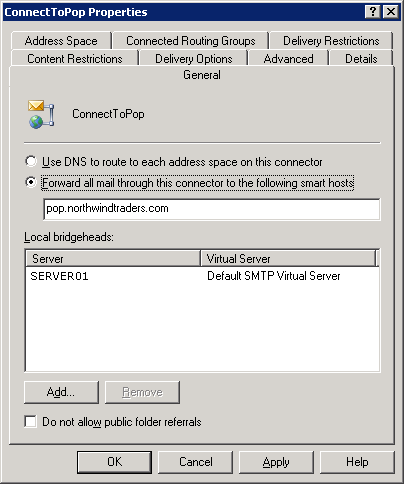 ConnectToPop Properties
Address Space Connected Routing Groups Delivery Restrictions
Content Restrictions Delivery Options Advanced Details
General
ConnectToPop
Use DNS to route to each address space on this connector
Forward all mail through this connector to the following smart hosts
pop.northwindtraders.com
Local bridgeheads:
Server Virtual Server
SERVER01 Default SMTP Virtual Server
Add... Remove
Do not allow public folder referrals
OK Cancel Apply Help